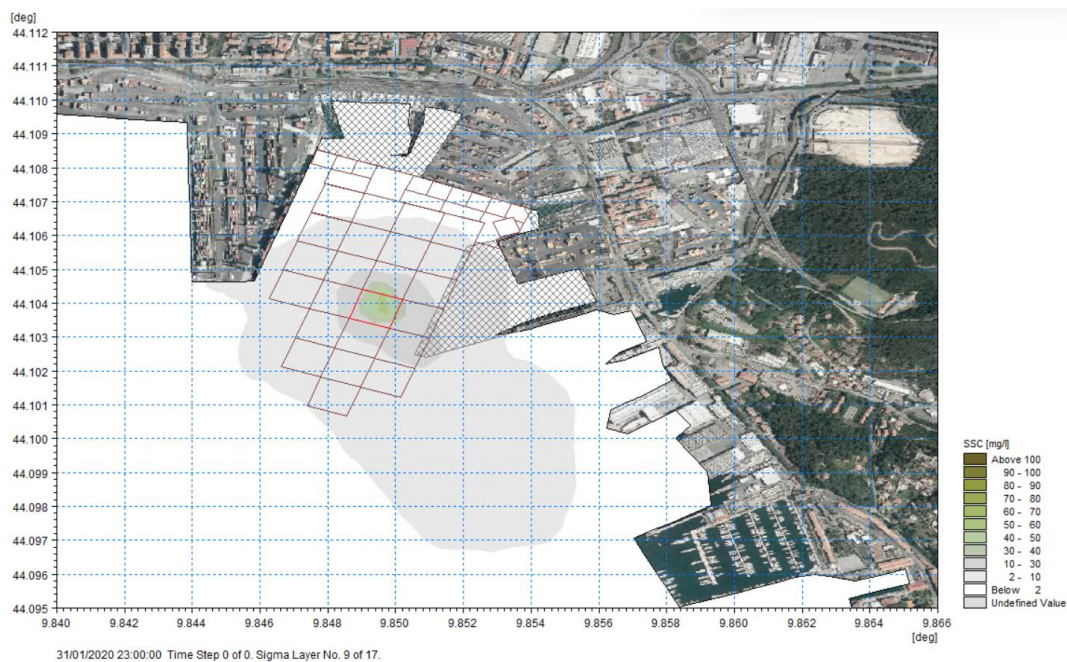 [deg]
44.112
44.111
44.110
44.109
44.108
44.107
44.106
44.105
44.104
44.103
44.102
44.101
44.100
44.099
44.098
44.097
44.096
44.095
9.840 9.842 9.844 9.846 9.848 9.850 9.852 9.854 9.856 9.858 9.860 9.862 9.864 9.866
[deg]
SSC [mg/l]
Above 100
90 - 100
80 - 90
70 - 80
60 - 70
50 - 60
40 - 50
30 - 40
10 - 30
2 - 10
Below 2
Undefined Value
31/01/2020 23:00:00 Time Step 0 of 0. Sigma Layer No. 9 of 17.